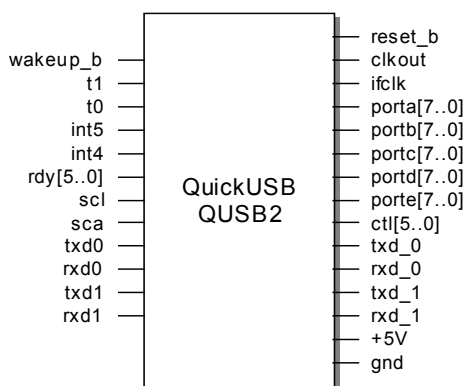 wakeup_b
t1
t0
int5
int4
rdy[5..0]
scl
sca
txd0
rxd0
txd1
rxd1
QuickUSB
QUSB2
reset_b
clkout
ifclk
porta[7..0]
portb[7..0]
portc[7..0]
portd[7..0]
porte[7..0]
ctl[5..0]
txd_0
rxd_0
txd_1
rxd_1
+5V
gnd